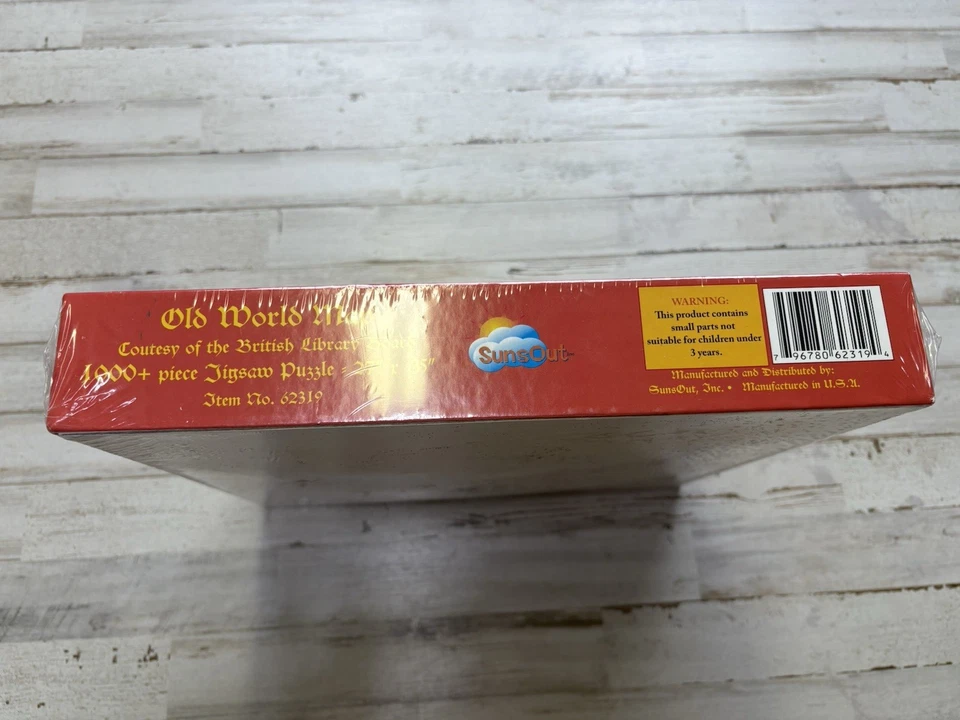 Old World
Coutesy of the British Library
1000+ piece Jigsaw Puzzle
Item No. 62319
SunsOut
WARNING:
This product contains
small parts not
suitable for children under
3 years.
7 96780 62319 4
Manufactured and Distributed by:
SunsOut, Inc. • Manufactured in U.S.A.